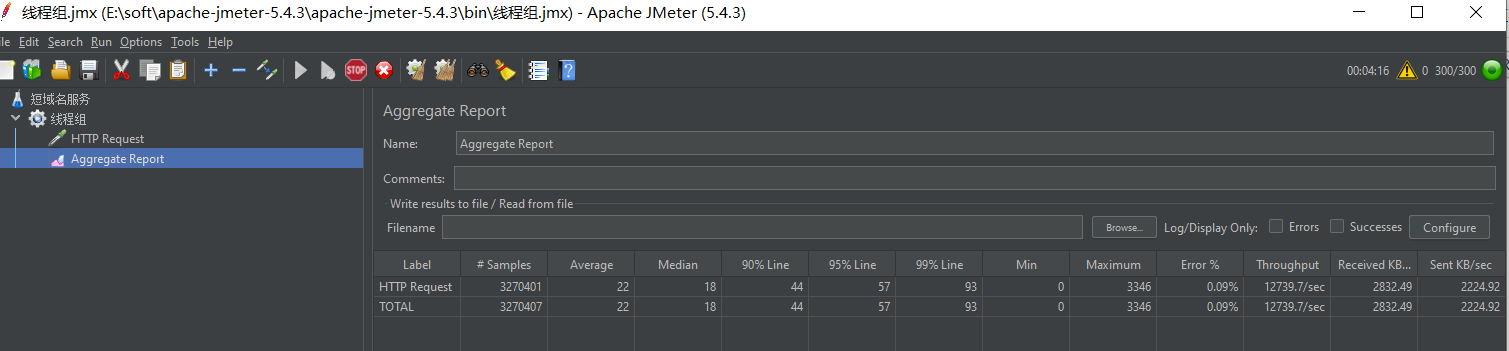 线程组.jmx (E:\soft\apache-jmeter-5.4.3\apache-jmeter-5.4.3\bin\线程组.jmx) - Apache JMeter (5.4.3)
le Edit Search Run Options Tools Help
STOP 00:04:16 0 300/300
短域名服务
线程组
HTTP Request
Aggregate Report
Aggregate Report
Name: Aggregate Report
Comments:
Write results to file / Read from file
Filename Browse... Log/Display Only: Errors Successes Configure
Label # Samples Average Median 90% Line 95% Line 99% Line Min Maximum Error % Throughput Received KB... Sent KB/sec
HTTP Request 3270401 22 18 44 57 93 0 3346 0.09% 12739.7/sec 2832.49 2224.92
TOTAL 3270407 22 18 44 57 93 0 3346 0.09% 12739.7/sec 2832.49 2224.92